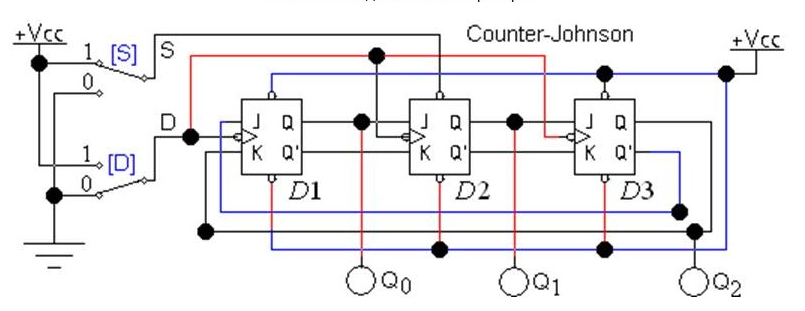 Counter-Johnson
+Vcc
+Vcc
1 [S] S
0
D
1 [D]
0
J Q
K Q'
D1
J Q
K Q'
D2
J Q
K Q'
D3
Q0
Q1
Q2